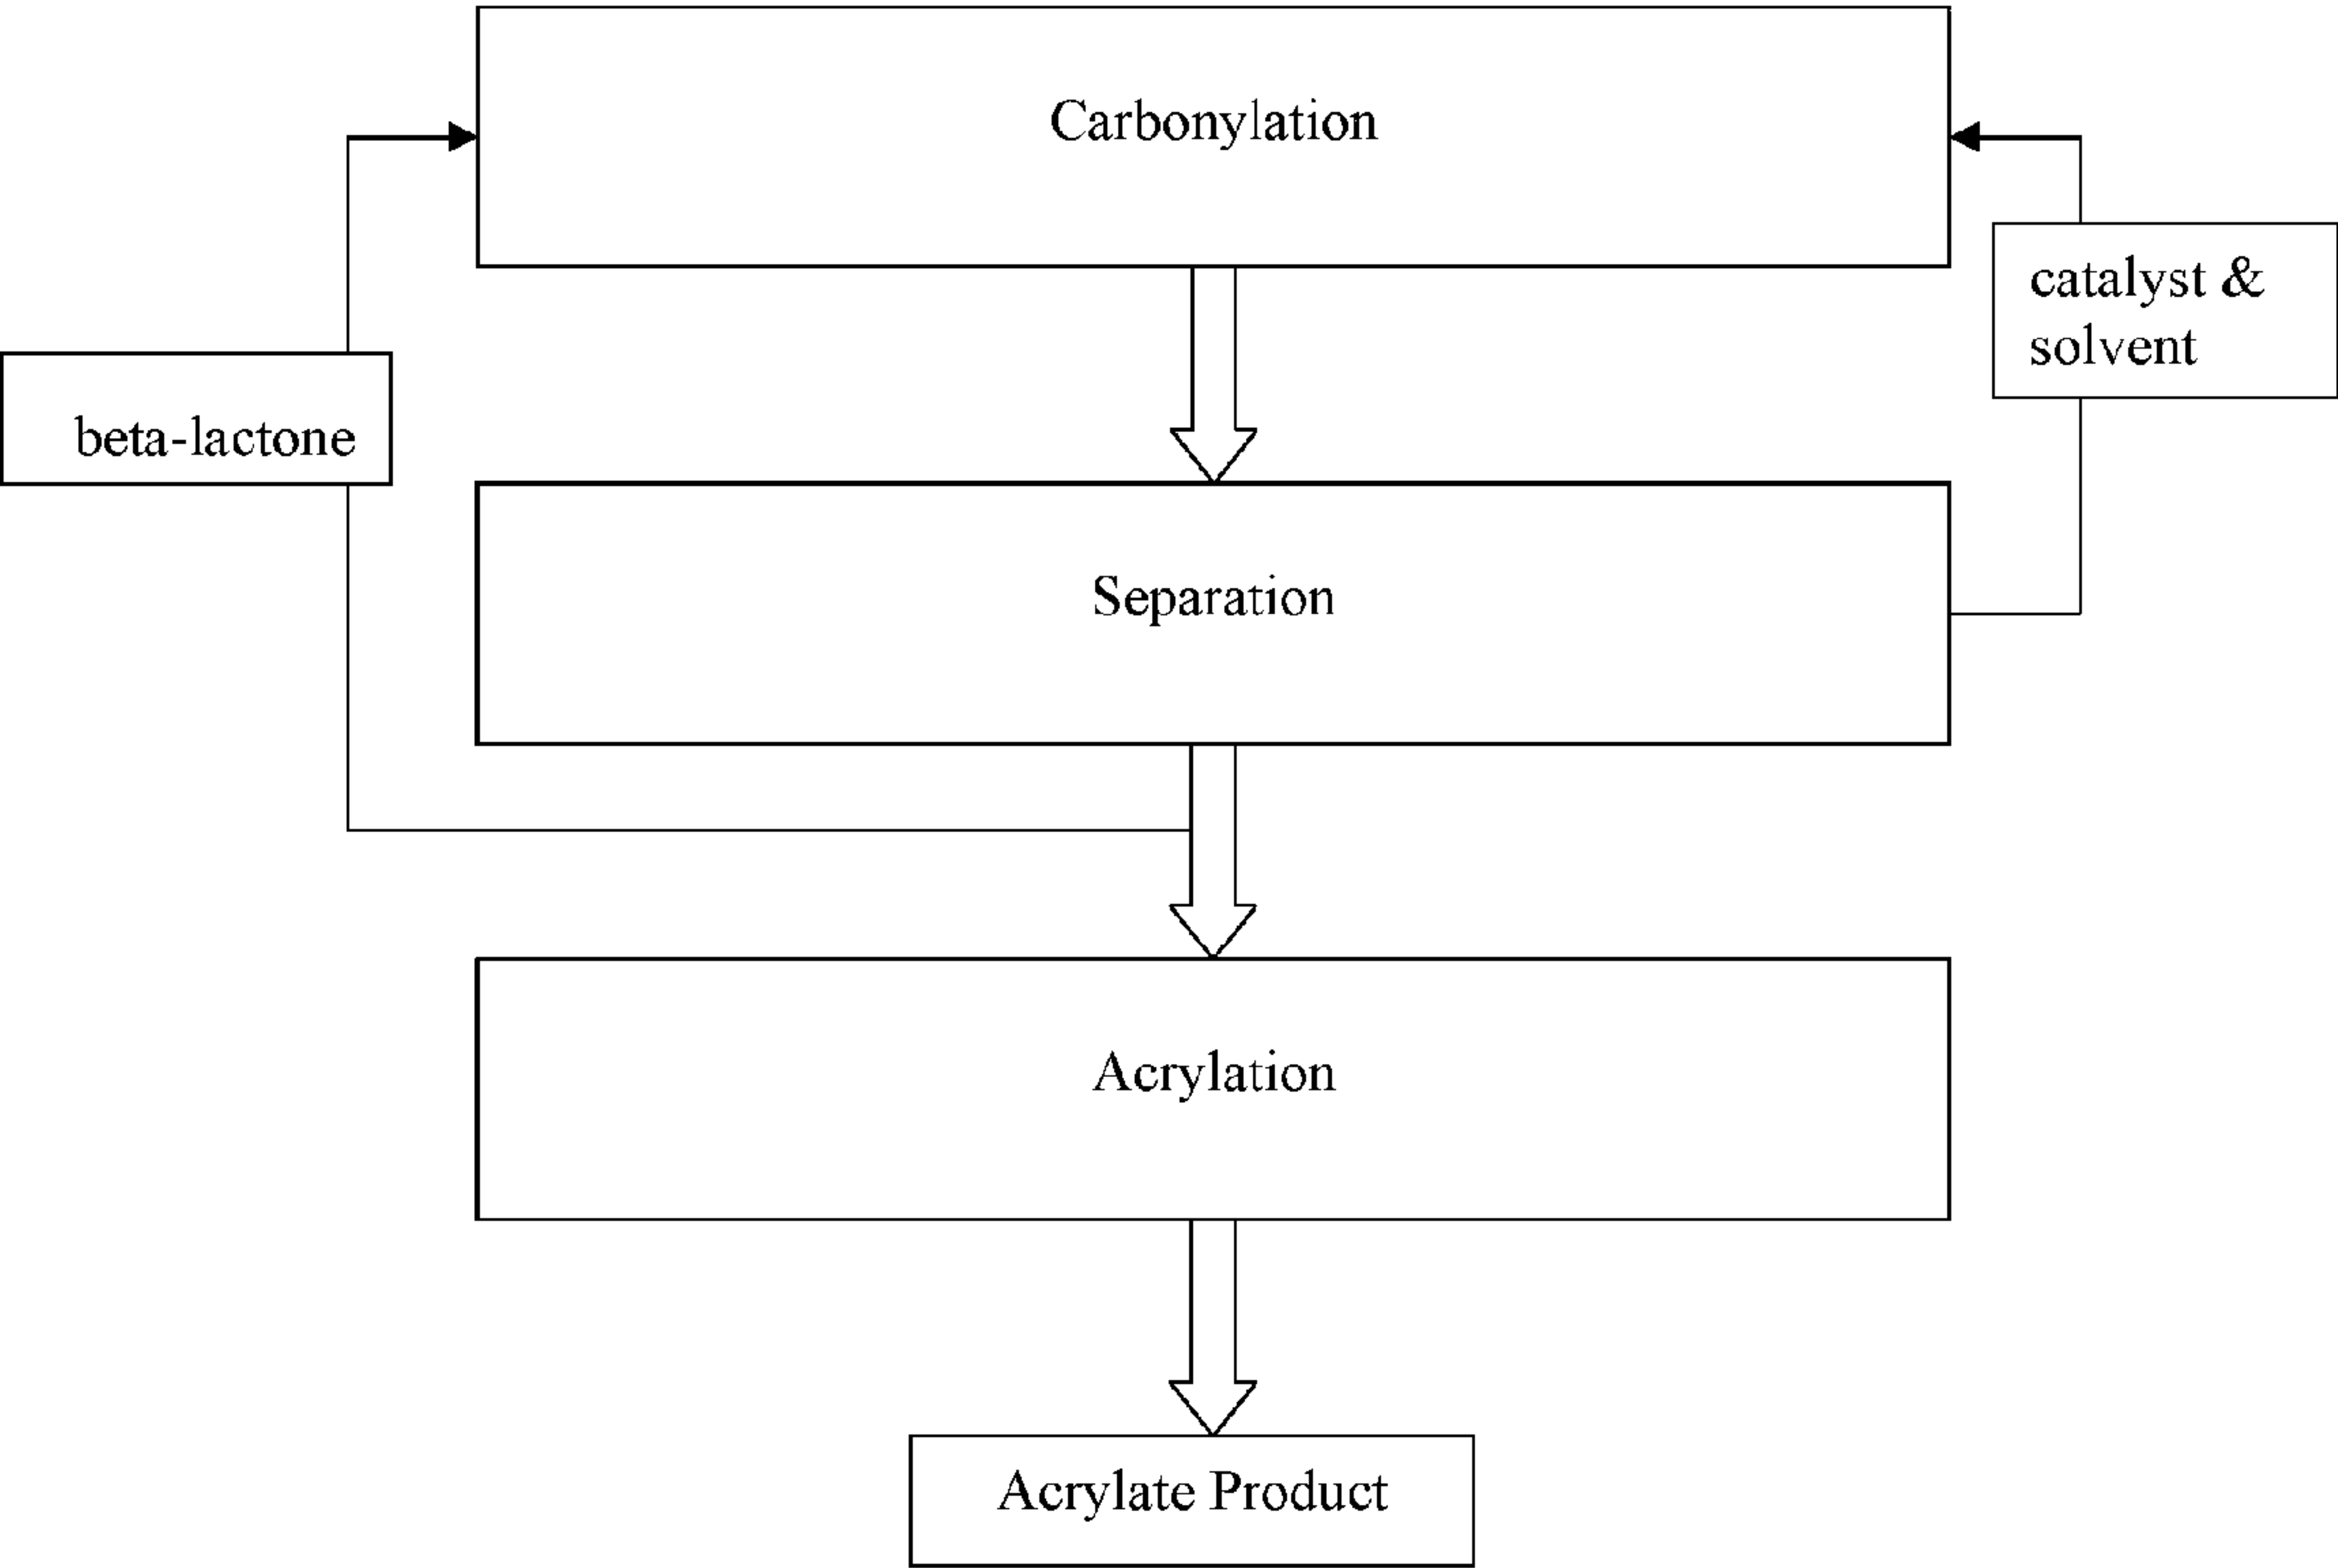 Carbonylation
catalyst &
solvent
beta-lactone
Separation
Acrylation
Acrylate Product